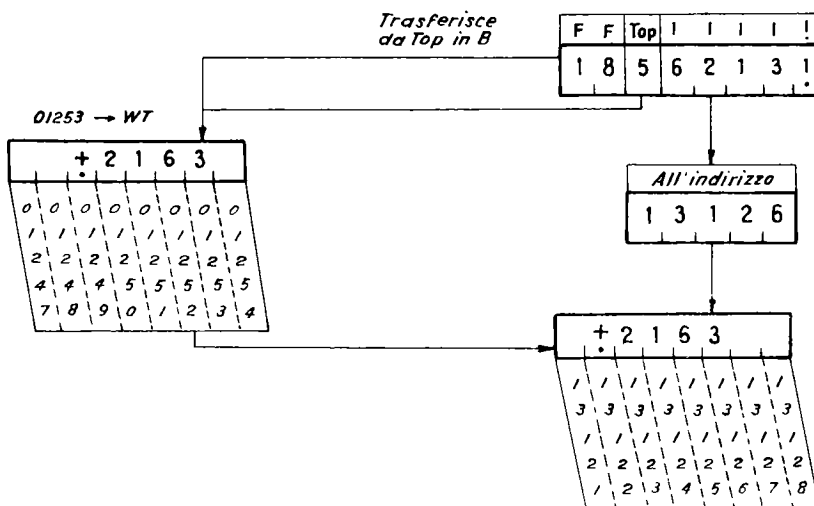 Trasferisce
da Top in B
F F Top 1 1 1 1 1̣
1 8 5 6 2 1 3 1̣
01253 → WT
+̣ 2 1 6 3
0 0 0 0 0 0 0 0
1 1 1 1 1 1 1 1
2 2 2 2 2 2 2 2
4 4 4 5 5 5 5 5
7 8 9 0 1 2 3 4
All'indirizzo
1 3 1 2 6
+̣ 2 1 6 3
1 1 1 1 1 1 1 1
3 3 3 3 3 3 3 3
1 1 1 1 1 1 1 1
2 2 2 2 2 2 2 2
1 2 3 4 5 6 7 8